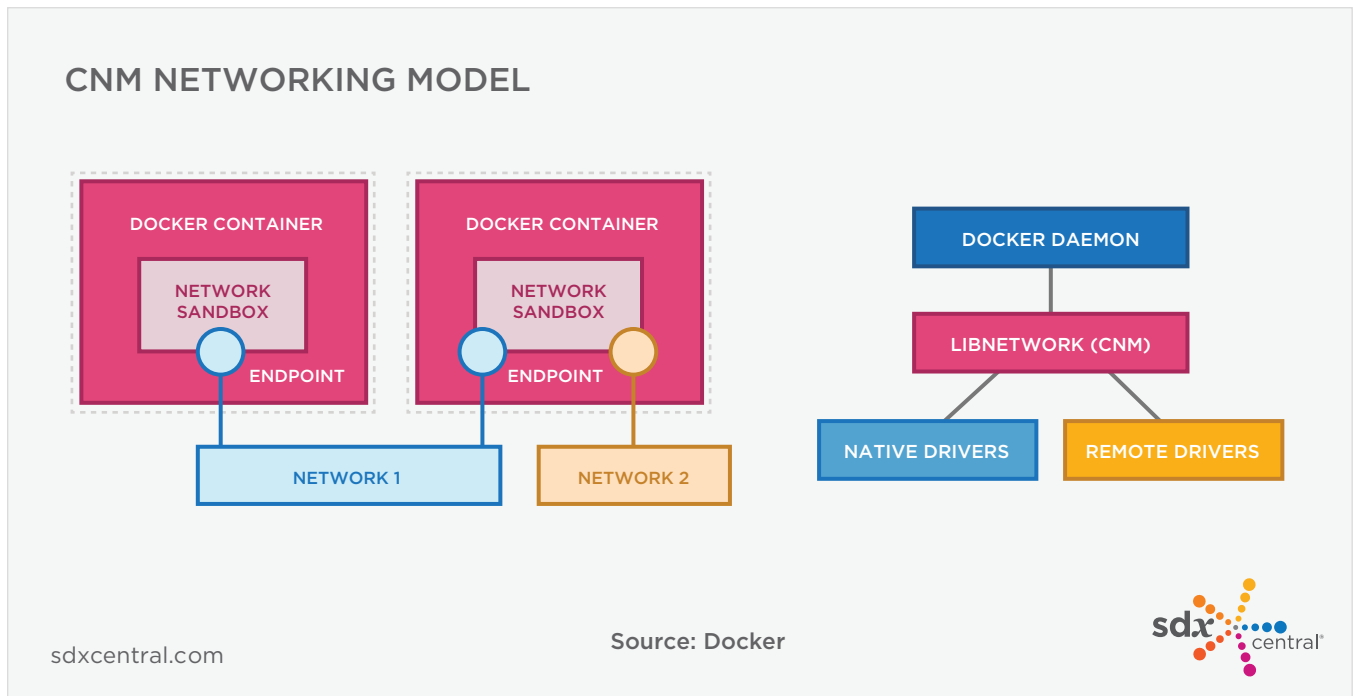 CNM NETWORKING MODEL
DOCKER CONTAINER
NETWORK
SANDBOX
ENDPOINT
DOCKER CONTAINER
NETWORK
SANDBOX
ENDPOINT
NETWORK 1
NETWORK 2
DOCKER DAEMON
LIBNETWORK (CNM)
NATIVE DRIVERS
REMOTE DRIVERS
sdxcentral.com
Source: Docker
sdx
central®